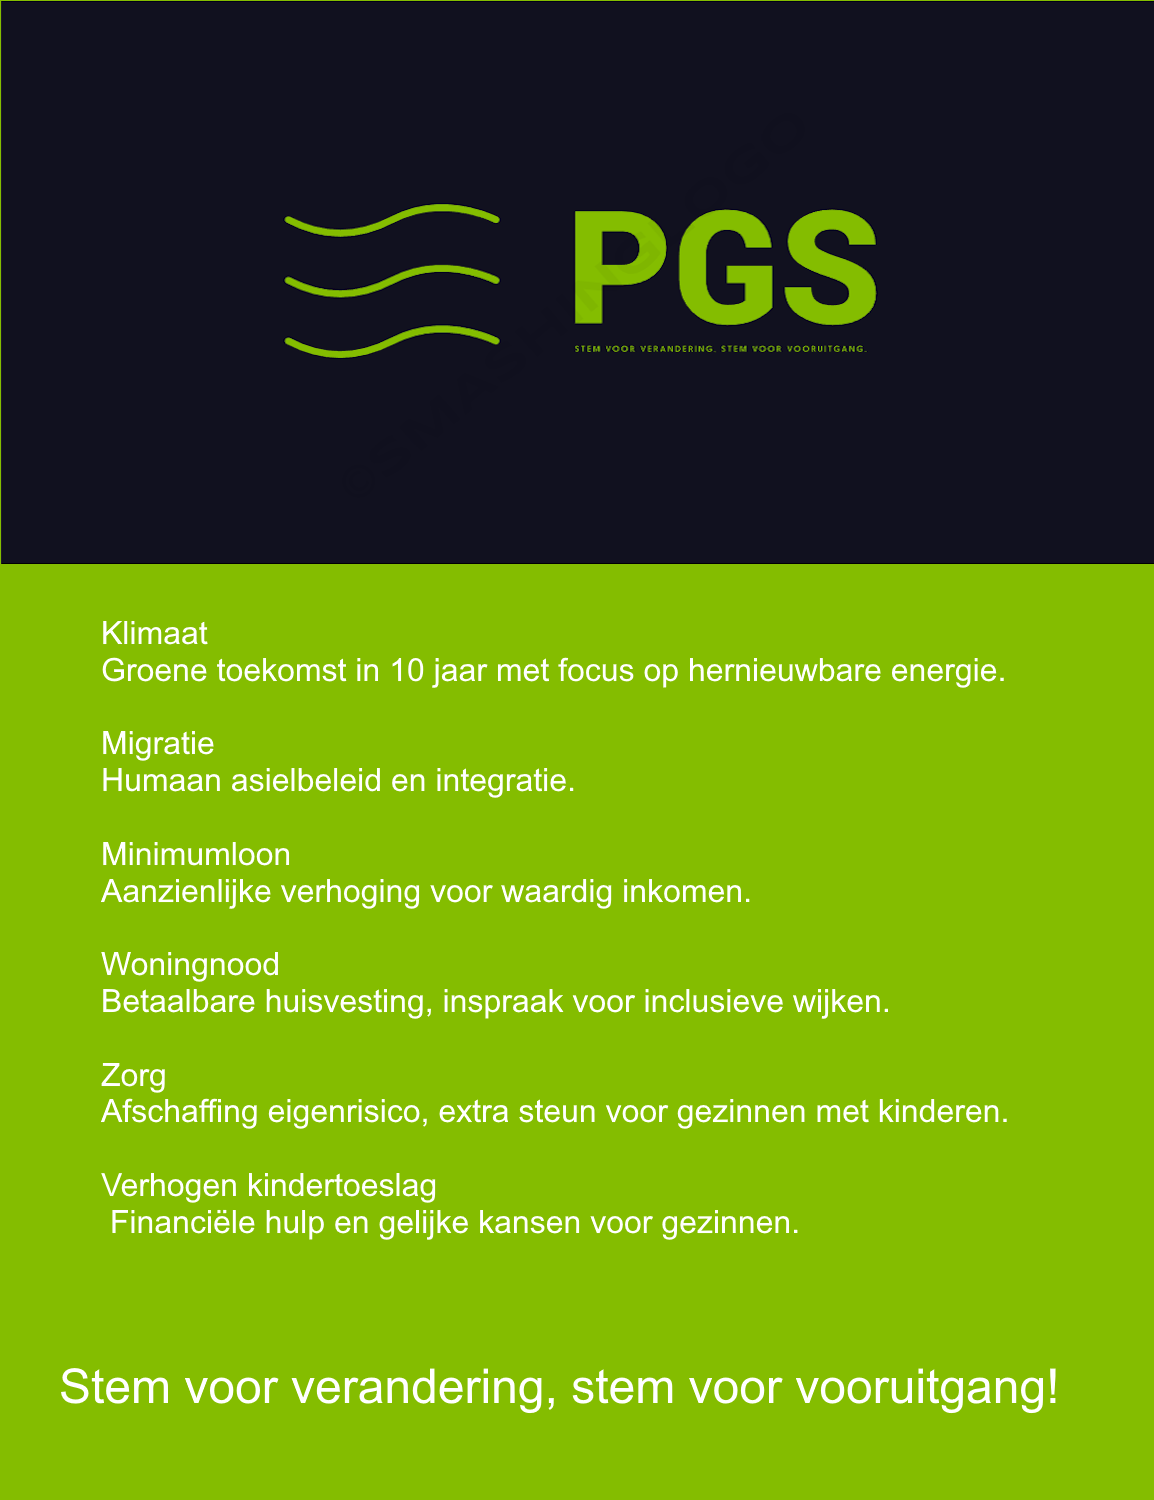 PGS
STEM VOOR VERANDERING. STEM VOOR VOORUITGANG.
Klimaat
Groene toekomst in 10 jaar met focus op hernieuwbare energie.
Migratie
Humaan asielbeleid en integratie.
Minimumloon
Aanzienlijke verhoging voor waardig inkomen.
Woningnood
Betaalbare huisvesting, inspraak voor inclusieve wijken.
Zorg
Afschaffing eigenrisico, extra steun voor gezinnen met kinderen.
Verhogen kindertoeslag
Financiële hulp en gelijke kansen voor gezinnen.
Stem voor verandering, stem voor vooruitgang!